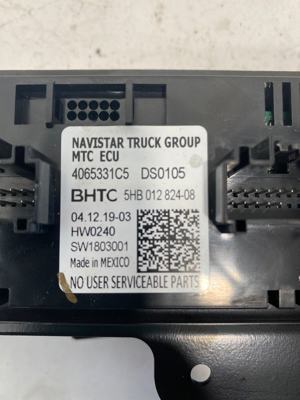 NAVISTAR TRUCK GROUP
MTC ECU
4065331C5 DS0105
BHTC 5HB 012 824-08
04.12.19-03
HW0240
SW1803001
Made in MEXICO
NO USER SERVICEABLE PARTS